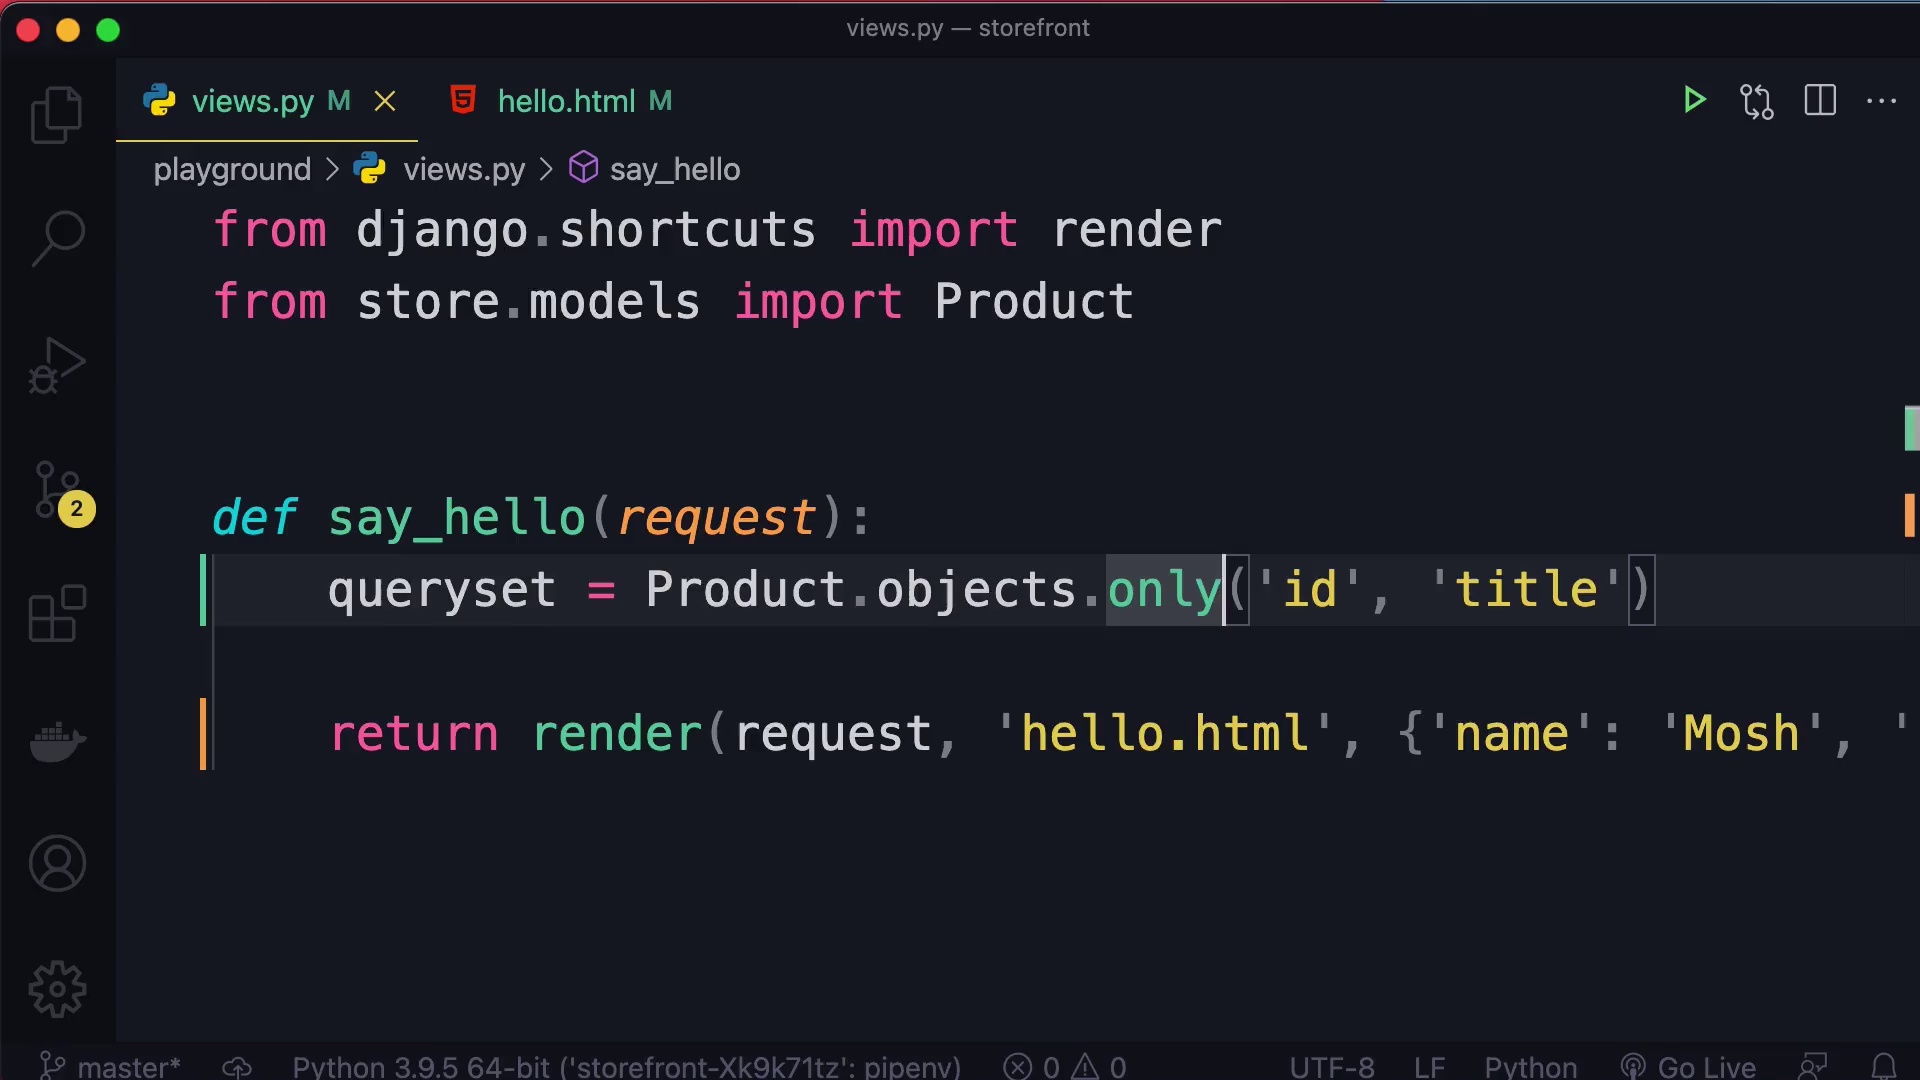 views.py — storefront
views.py M hello.html M
playground > views.py > say_hello
from django.shortcuts import render
from store.models import Product
def say_hello(request):
2
queryset = Product.objects.only('id', 'title')
return render(request, 'hello.html', {'name': 'Mosh', '
master* Python 3.9.5 64-bit ('storefront-Xk9k71tz': pipenv) 0 0 UTF-8 LF Python Go Live